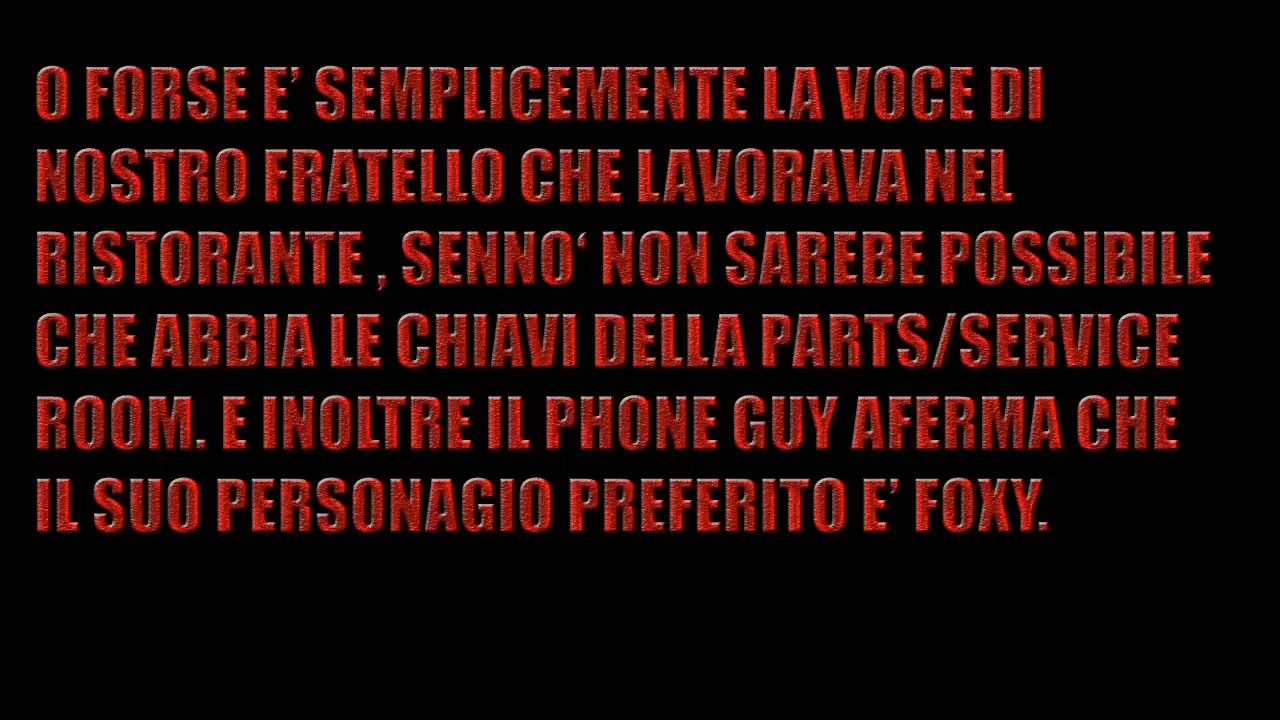 O FORSE E’ SEMPLICEMENTE LA VOCE DI
NOSTRO FRATELLO CHE LAVORAVA NEL
RISTORANTE , SENNO‘ NON SAREBE POSSIBILE
CHE ABBIA LE CHIAVI DELLA PARTS/SERVICE
ROOM. E INOLTRE IL PHONE GUY AFERMA CHE
IL SUO PERSONAGIO PREFERITO E’ FOXY.